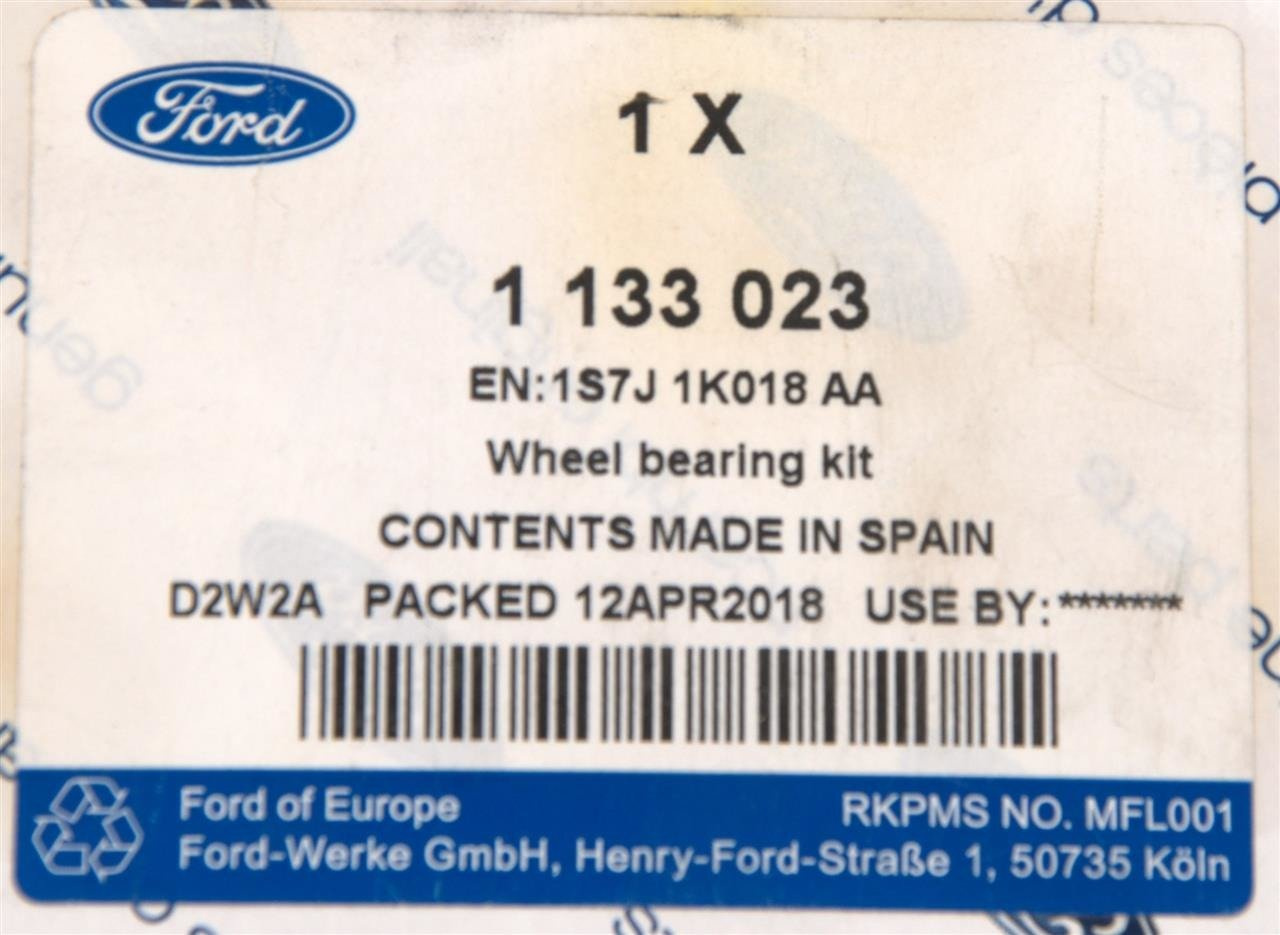 Ford
1 X
1 133 023
EN:1S7J 1K018 AA
Wheel bearing kit
CONTENTS MADE IN SPAIN
D2W2A PACKED 12APR2018 USE BY:*******
Ford of Europe
RKPMS NO. MFL001
Ford-Werke GmbH, Henry-Ford-Straße 1, 50735 Köln